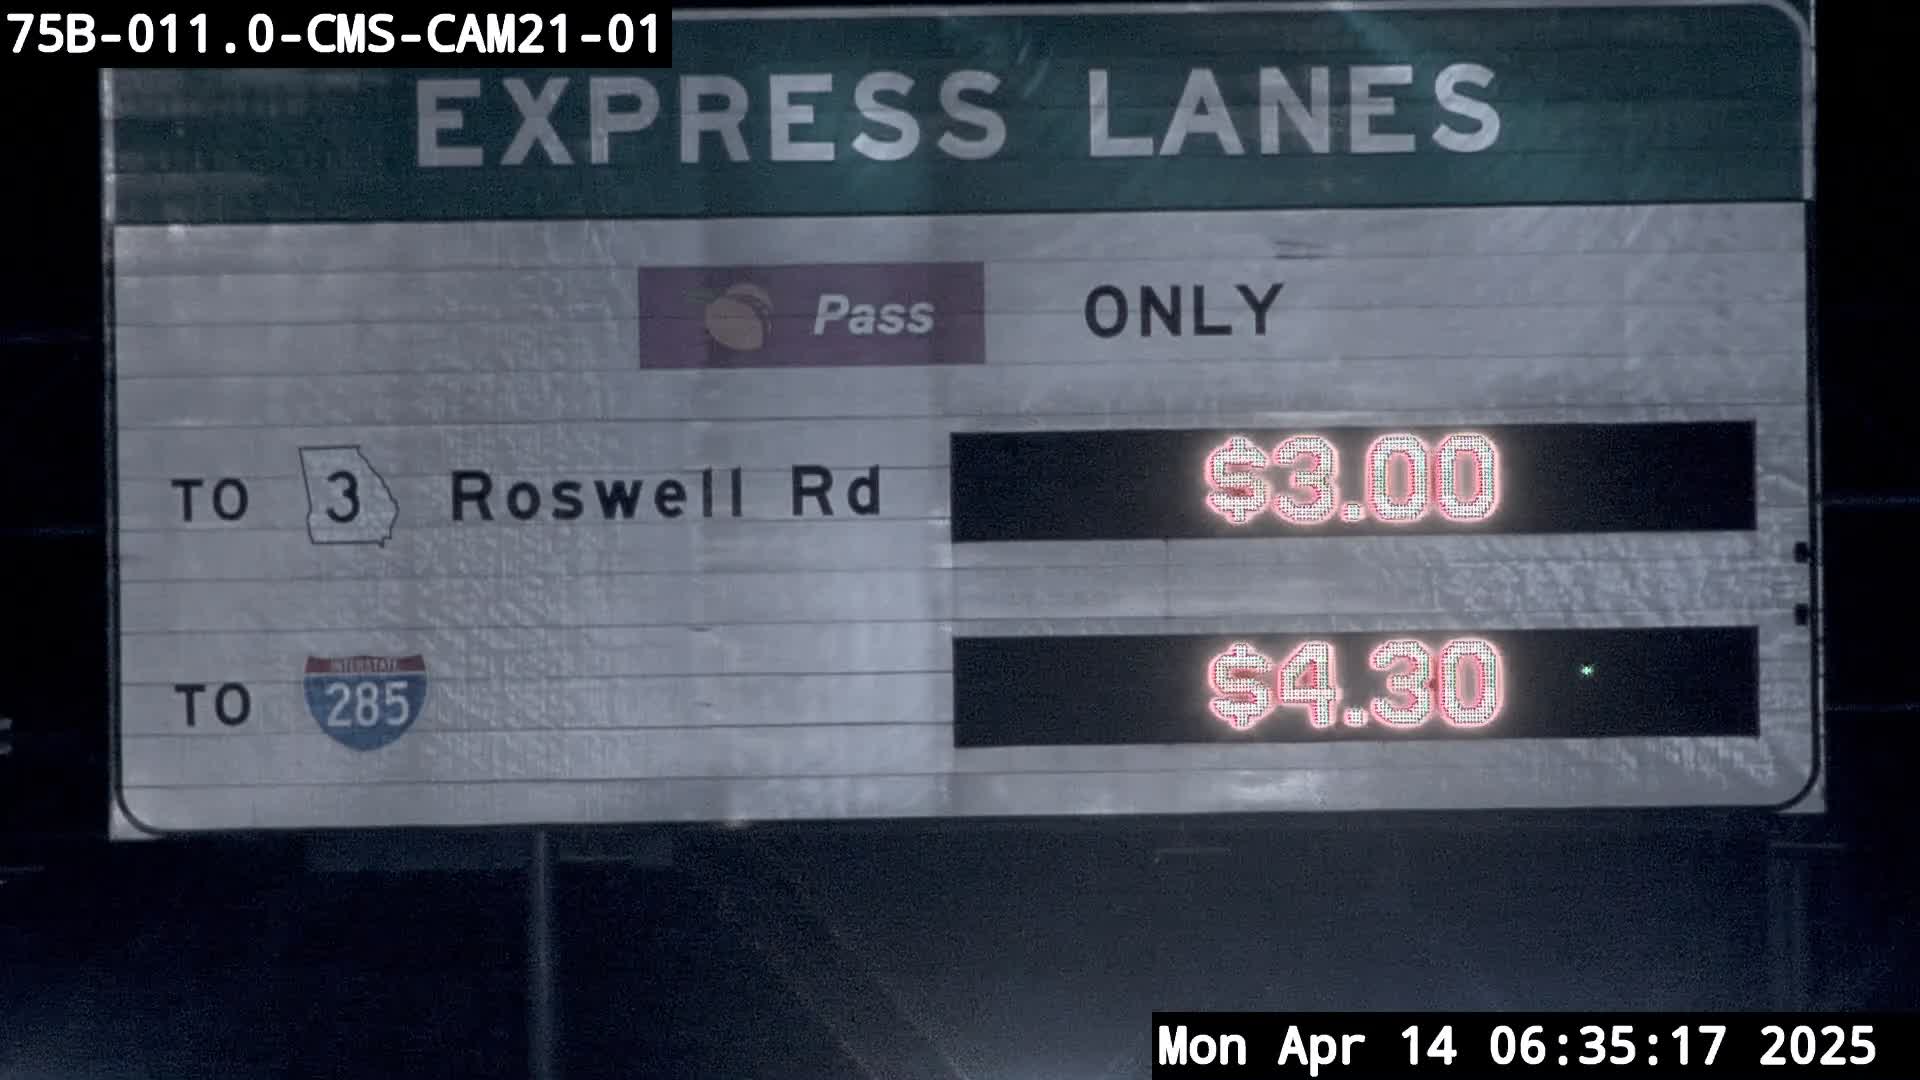 75B-011.0-CMS-CAM21-01
EXPRESS LANES
Pass ONLY
TO 3 Roswell Rd $3.00
INTERSTATE
TO 285 $4.30
Mon Apr 14 06:35:17 2025